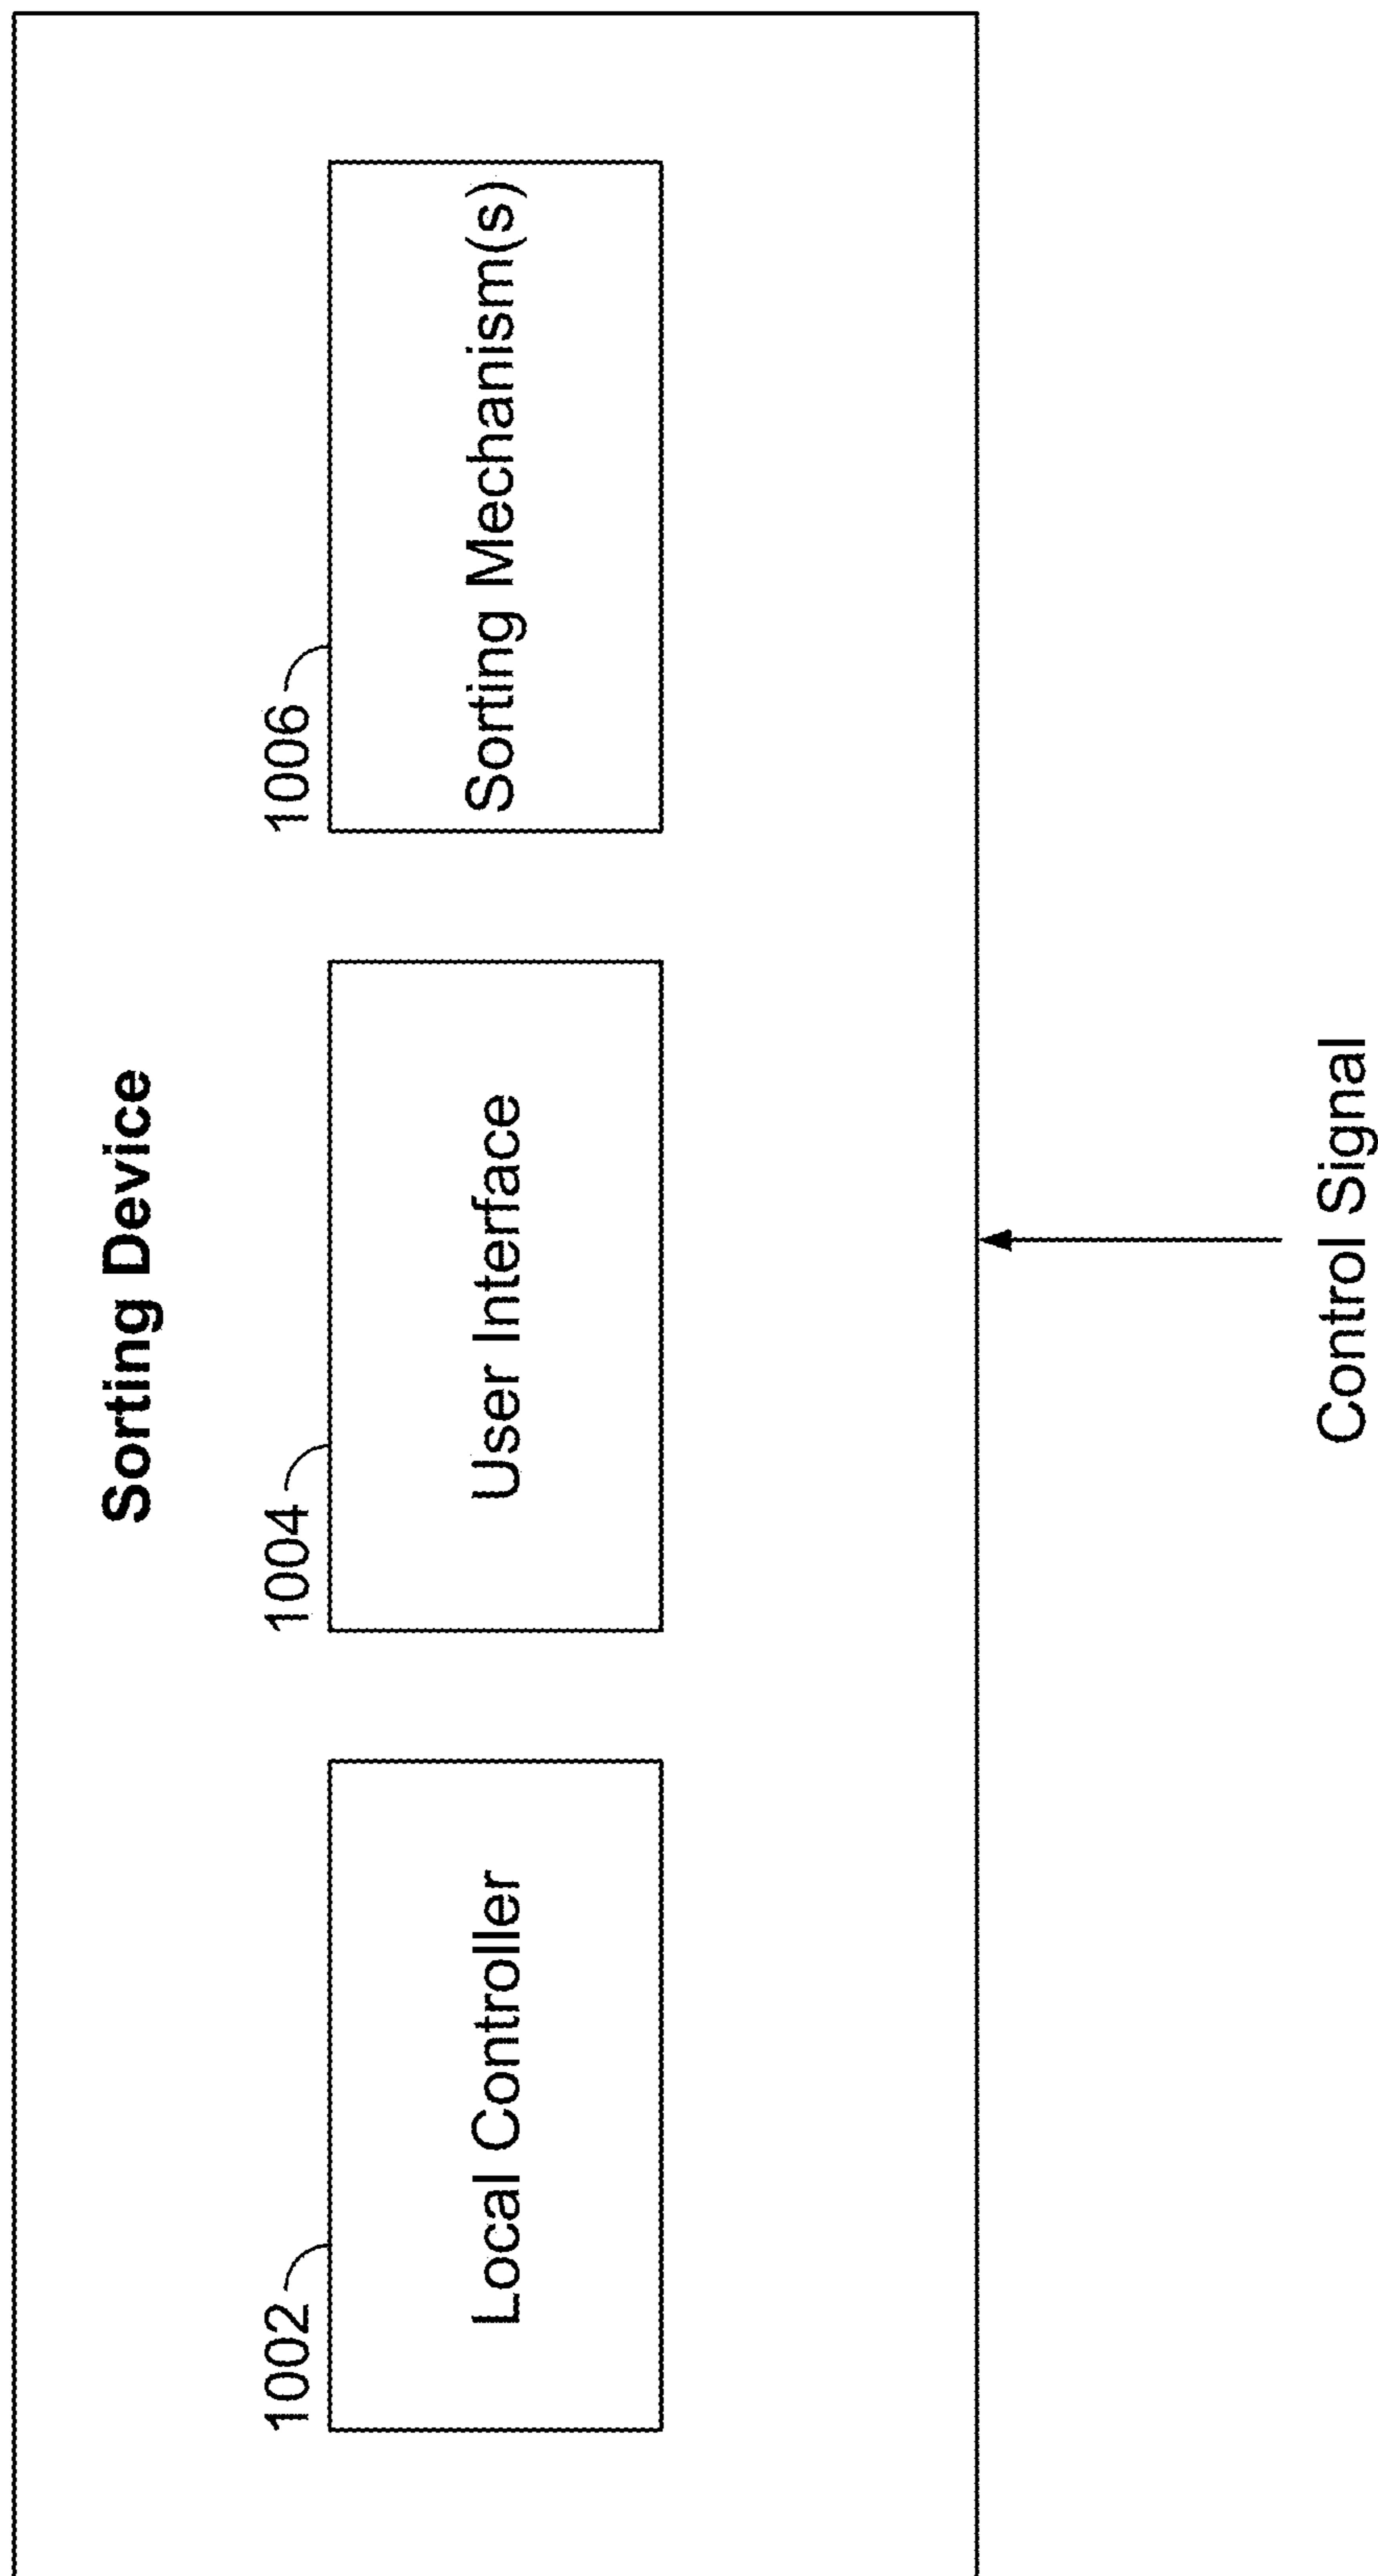 Sorting Device
1002
1004
1006
Local Controller
User Interface
Sorting Mechanism(s)
Control Signal